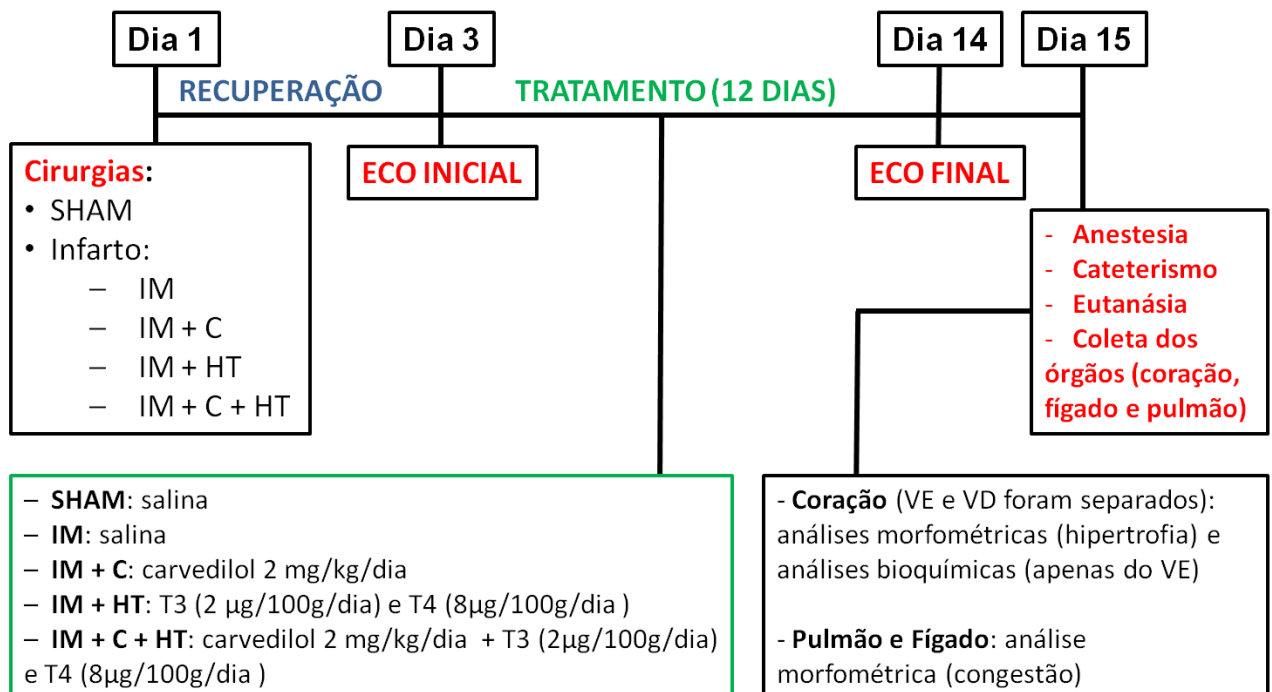 Dia 1
Dia 3
Dia 14
Dia 15
RECUPERAÇÃO
TRATAMENTO (12 DIAS)
Cirurgias:
• SHAM
• Infarto:
– IM
– IM + C
– IM + HT
– IM + C + HT
ECO INICIAL
ECO FINAL
- Anestesia
- Cateterismo
- Eutanásia
- Coleta dos
órgãos (coração,
fígado e pulmão)
– SHAM: salina
– IM: salina
– IM + C: carvedilol 2 mg/kg/dia
– IM + HT: T3 (2 µg/100g/dia) e T4 (8µg/100g/dia )
– IM + C + HT: carvedilol 2 mg/kg/dia + T3 (2µg/100g/dia)
e T4 (8µg/100g/dia )
- Coração (VE e VD foram separados):
análises morfométricas (hipertrofia) e
análises bioquímicas (apenas do VE)
- Pulmão e Fígado: análise
morfométrica (congestão)